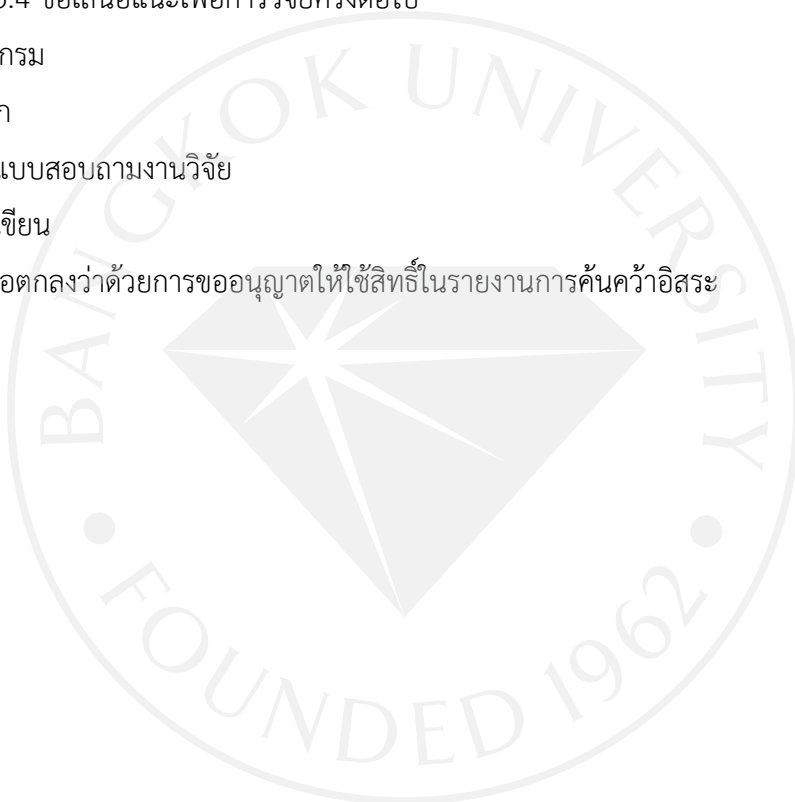 5.4 ข้อเสนอแนะเพื่อการวิจัยครั้งต่อไป
กรม
ก
แบบสอบถามงานวิจัย
เขียน
อตกลงว่าด้วยการขออนุญาตให้ใช้สิทธิ์ในรายงานการค้นคว้าอิสระ
BANGKOK UNIVERSITY
FOUNDED 1962